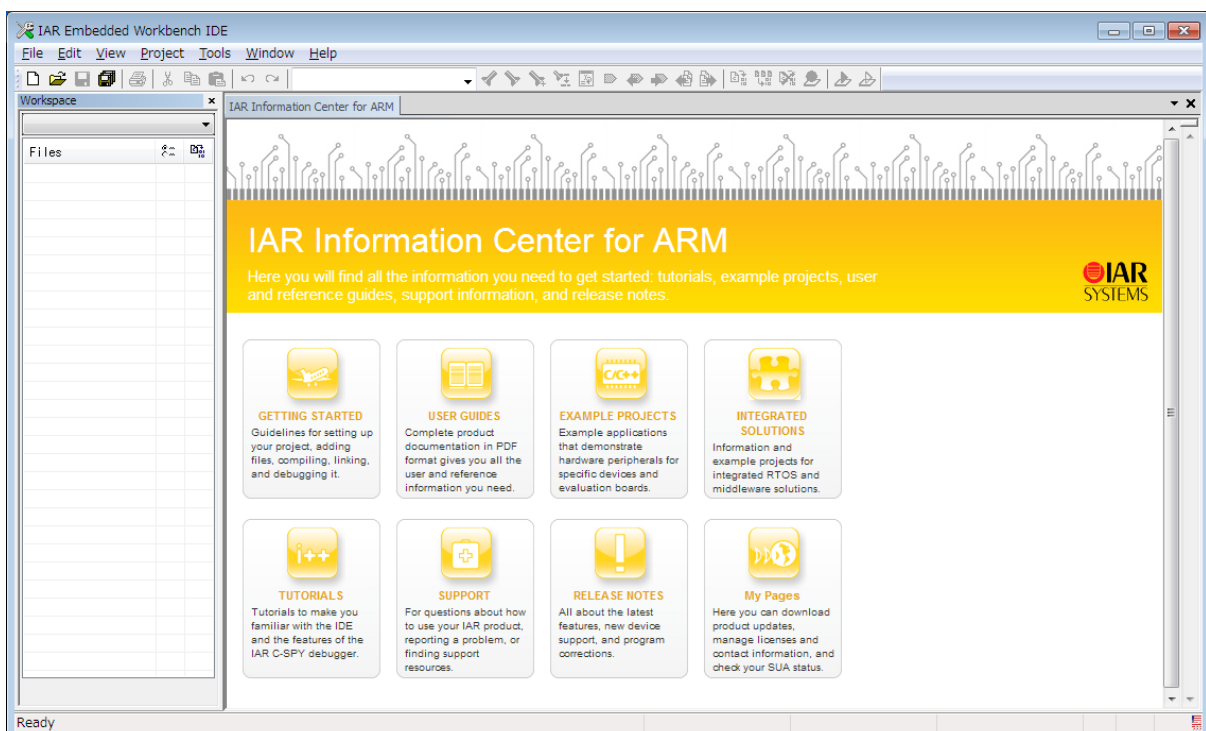 IAR Embedded Workbench IDE
File Edit View Project Tools Window Help
Workspace
IAR Information Center for ARM
Files
IAR Information Center for ARM
Here you will find all the information you need to get started: tutorials, example projects, user
and reference guides, support information, and release notes.
IAR
SYSTEMS
GETTING STARTED
Guidelines for setting up
your project, adding
files, compiling, linking,
and debugging it.
USER GUIDES
Complete product
documentation in PDF
format gives you all the
user and reference
information you need.
C/C++
EXAMPLE PROJECTS
Example applications
that demonstrate
hardware peripherals for
specific devices and
evaluation boards.
INTEGRATED
SOLUTIONS
Information and
example projects for
integrated RTOS and
middleware solutions.
i++
TUTORIALS
Tutorials to make you
familiar with the IDE
and the features of the
IAR C-SPY debugger.
SUPPORT
For questions about how
to use your IAR product,
reporting a problem, or
finding support
resources.
RELEASE NOTES
All about the latest
features, new device
support, and program
corrections.
My Pages
Here you can download
product updates,
manage licenses and
contact information, and
check your SUA status.
Ready